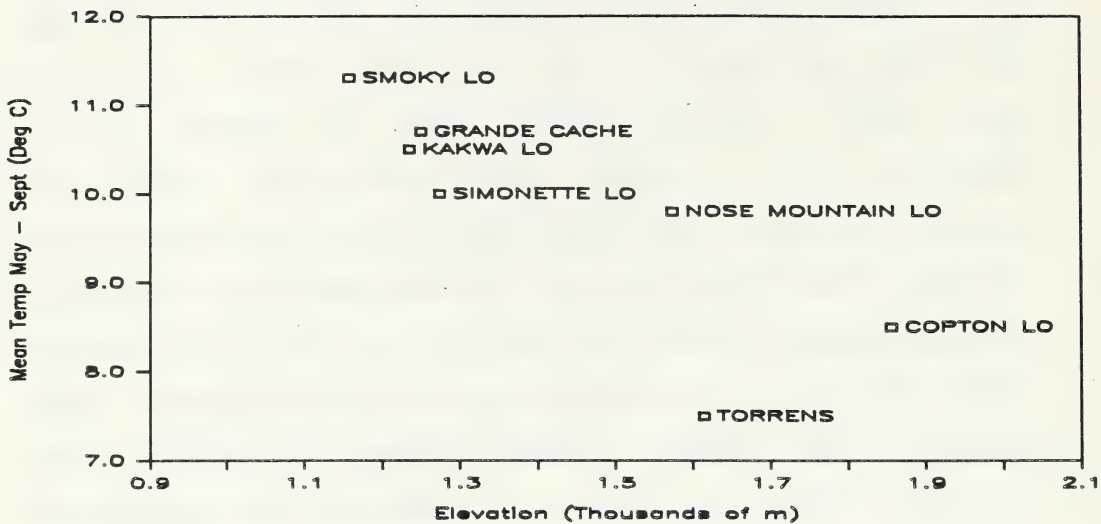 12.0
SMOKY LO
11.0
GRANDE CACHE
KAKWA LO
10.0
SIMONETTE LO
NOSE MOUNTAIN LO
9.0
COPTON LO
8.0
TORRENS
7.0
0.9 1.1 1.3 1.5 1.7 1.9 2.1
Elevation (Thousands of m)
Mean Temp May – Sept (Deg C)